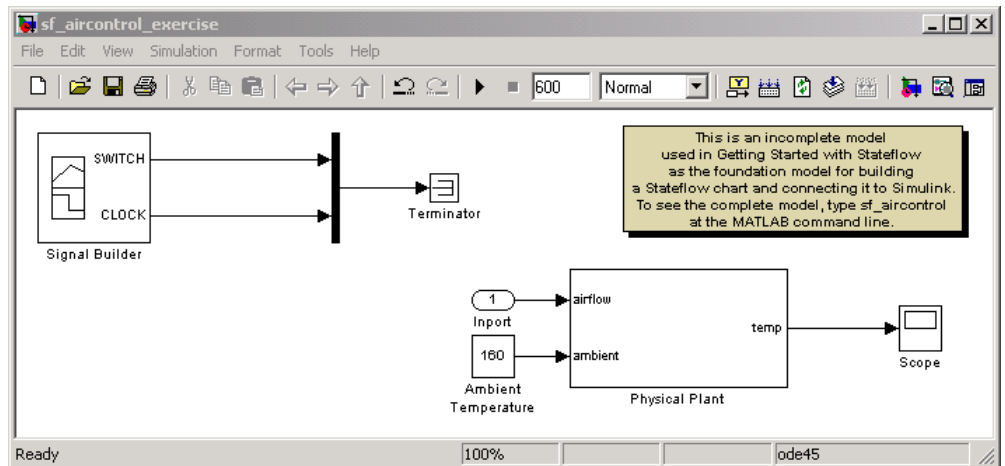 sf_aircontrol_exercise
File Edit View Simulation Format Tools Help
600 Normal
SWITCH
CLOCK
Signal Builder
Terminator
This is an incomplete model
used in Getting Started with Stateflow
as the foundation model for building
a Stateflow chart and connecting it to Simulink.
To see the complete model, type sf_aircontrol
at the MATLAB command line.
1
Inport
airflow
160
ambient
Ambient
Temperature
temp
Physical Plant
Scope
Ready 100% ode45